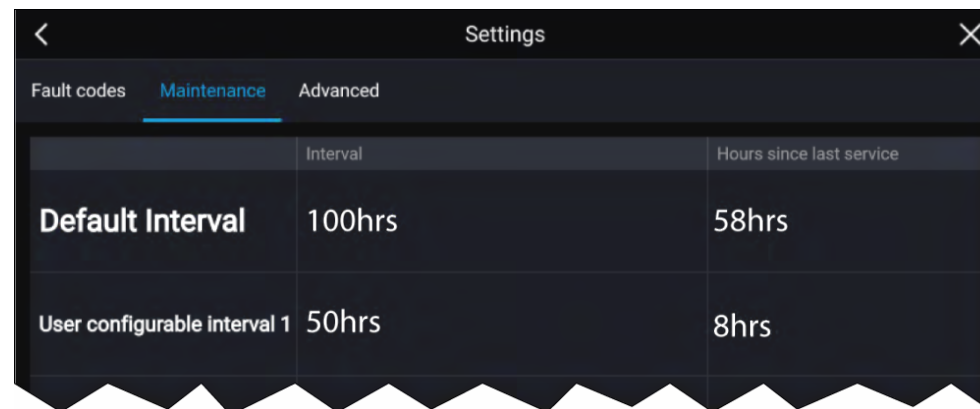 Settings
Fault codes Maintenance Advanced
Interval Hours since last service
Default Interval 100hrs 58hrs
User configurable interval 1 50hrs 8hrs